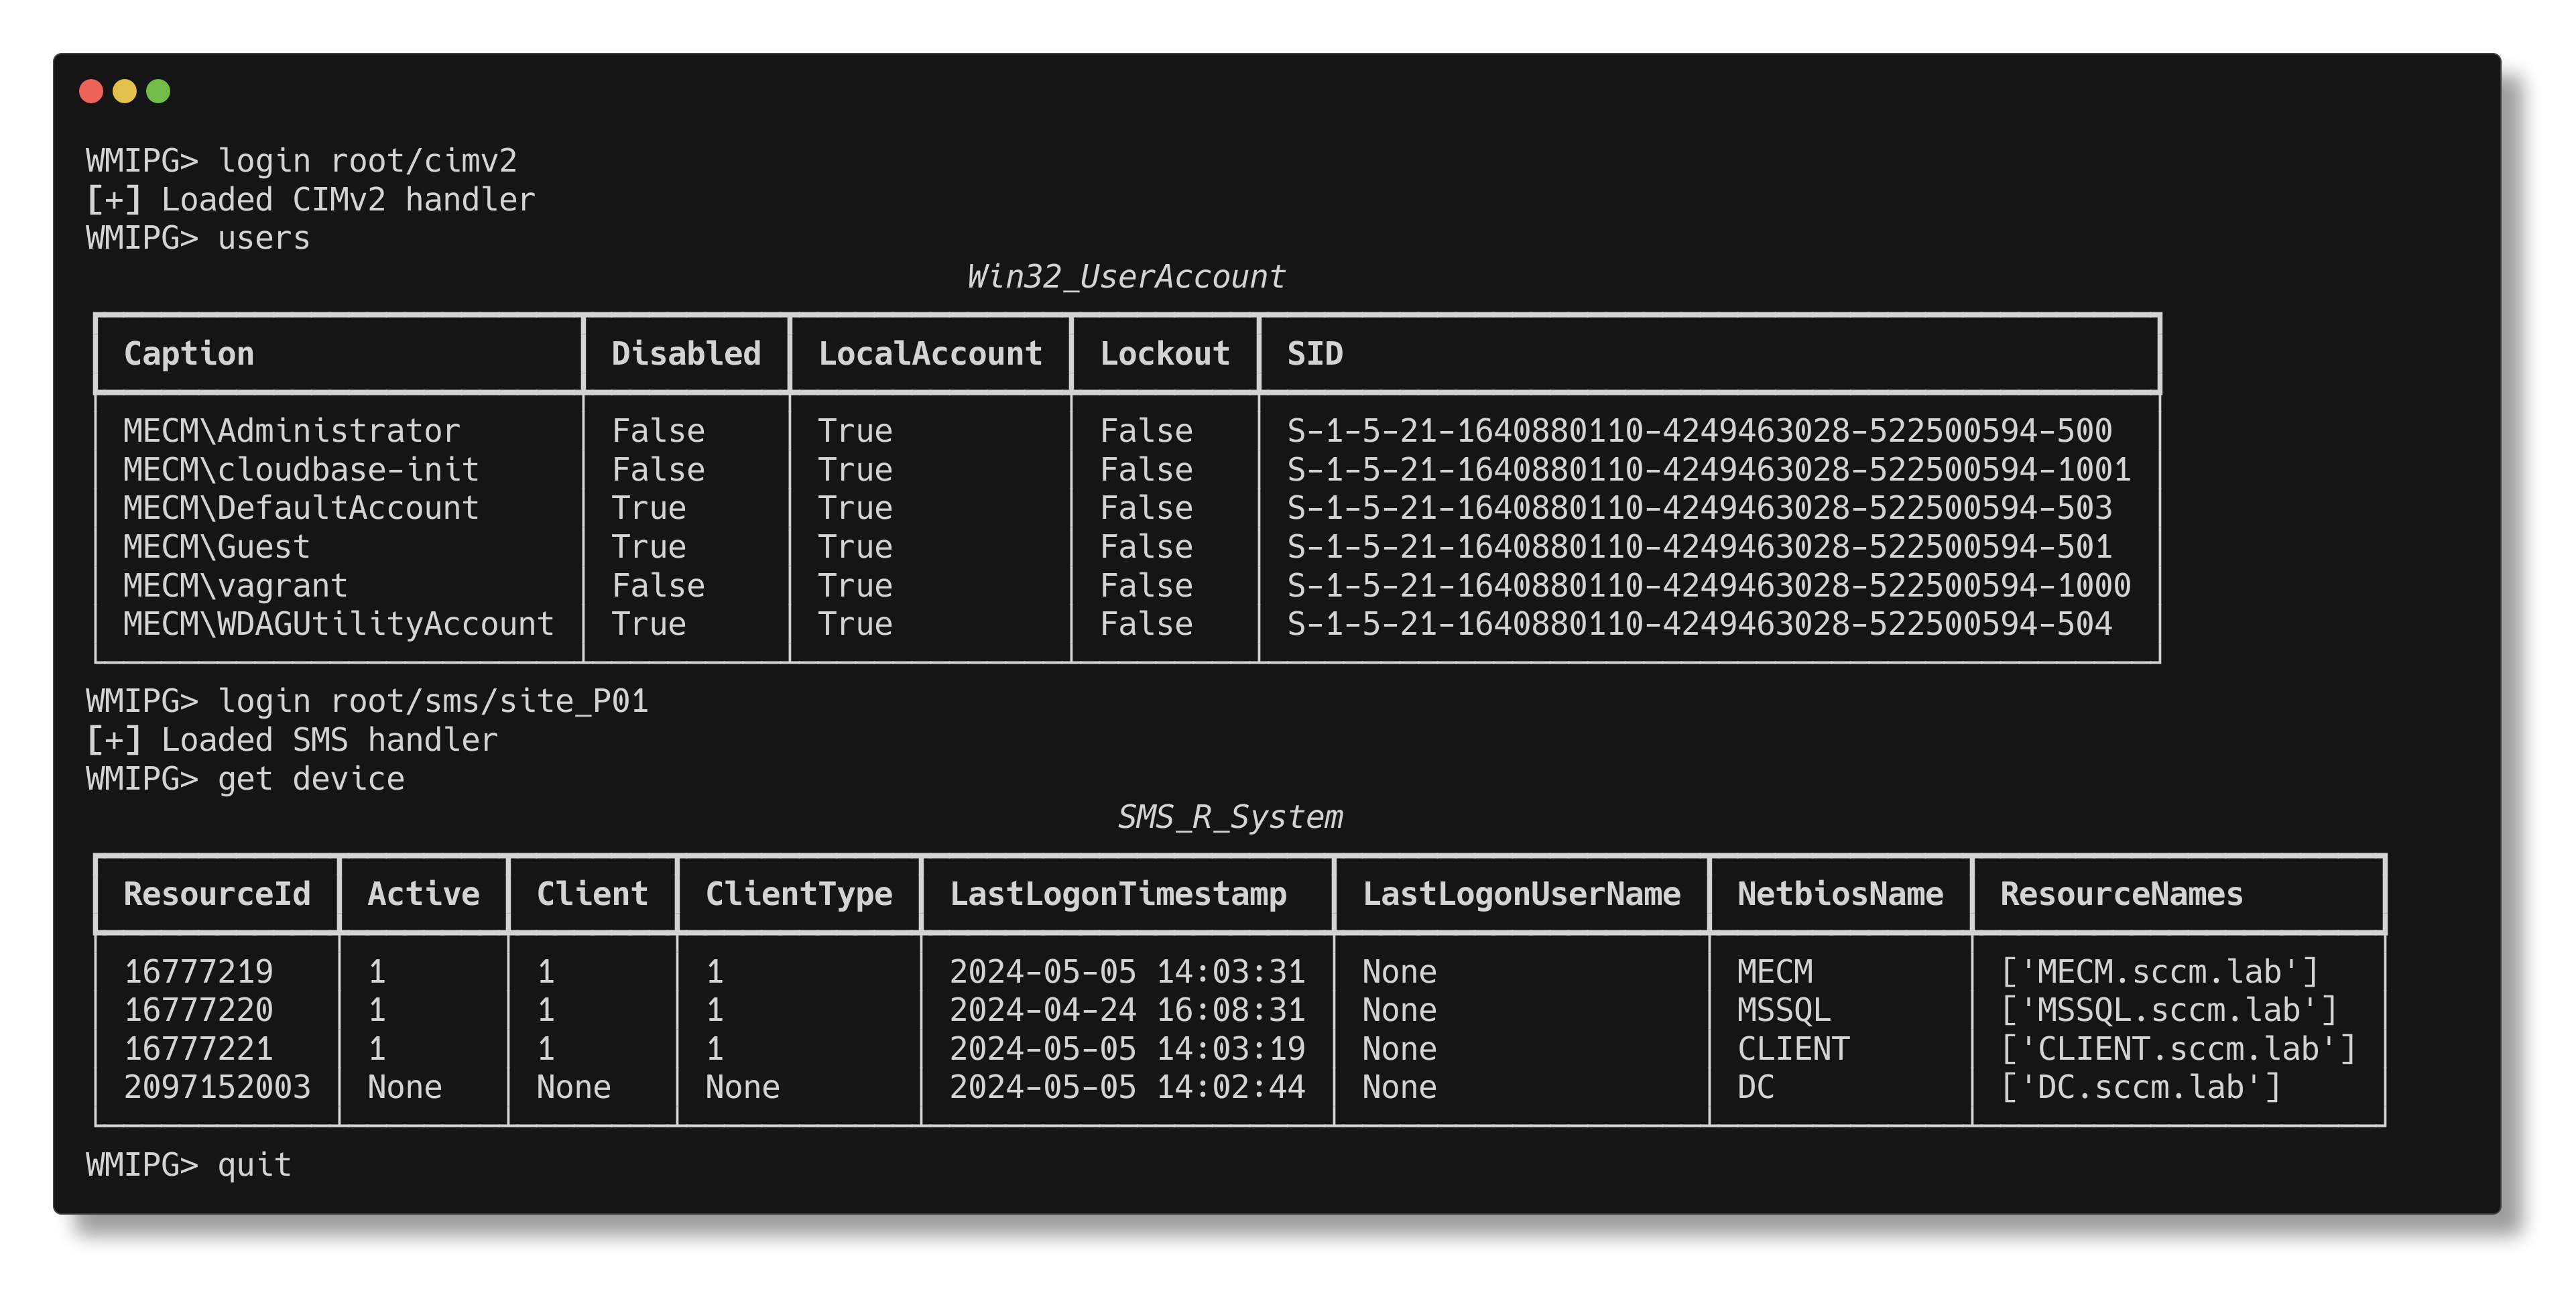 WMIPG> login root/cimv2
[+] Loaded CIMv2 handler
WMIPG> users
Win32_UserAccount
Caption Disabled LocalAccount Lockout SID
MECM\Administrator False True False S-1-5-21-1640880110-4249463028-522500594-500
MECM\cloudbase-init False True False S-1-5-21-1640880110-4249463028-522500594-1001
MECM\DefaultAccount True True False S-1-5-21-1640880110-4249463028-522500594-503
MECM\Guest True True False S-1-5-21-1640880110-4249463028-522500594-501
MECM\vagrant False True False S-1-5-21-1640880110-4249463028-522500594-1000
MECM\WDAGUtilityAccount True True False S-1-5-21-1640880110-4249463028-522500594-504
WMIPG> login root/sms/site_P01
[+] Loaded SMS handler
WMIPG> get device
SMS_R_System
ResourceId Active Client ClientType LastLogonTimestamp LastLogonUserName NetbiosName ResourceNames
16777219 1 1 1 2024-05-05 14:03:31 None MECM ['MECM.sccm.lab']
16777220 1 1 1 2024-04-24 16:08:31 None MSSQL ['MSSQL.sccm.lab']
16777221 1 1 1 2024-05-05 14:03:19 None CLIENT ['CLIENT.sccm.lab']
2097152003 None None None 2024-05-05 14:02:44 None DC ['DC.sccm.lab']
WMIPG> quit